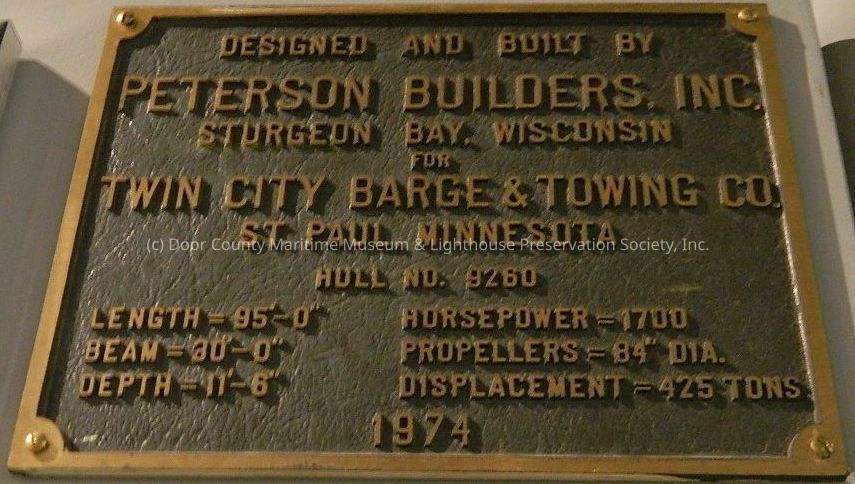 DESIGNED AND BUILT BY
PETERSON BUILDERS, INC.
STURGEON BAY, WISCONSIN
FOR
TWIN CITY BARGE & TOWING CO.
ST. PAUL MINNESOTA
(c) Door County Maritime Museum & Lighthouse Preservation Society, Inc.
HULL NO. 9260
LENGTH = 95'-0" HORSEPOWER = 1700
BEAM = 30'-0" PROPELLERS = 84" DIA.
DEPTH = 11'-6" DISPLACEMENT = 425 TONS
1974